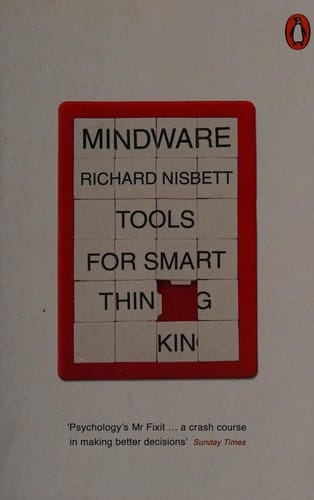 MINDWARE
RICHARD NISBETT
TOOLS
FOR SMART
THIN G
KIN
'Psychology's Mr Fixit ... a crash course
in making better decisions' Sunday Times